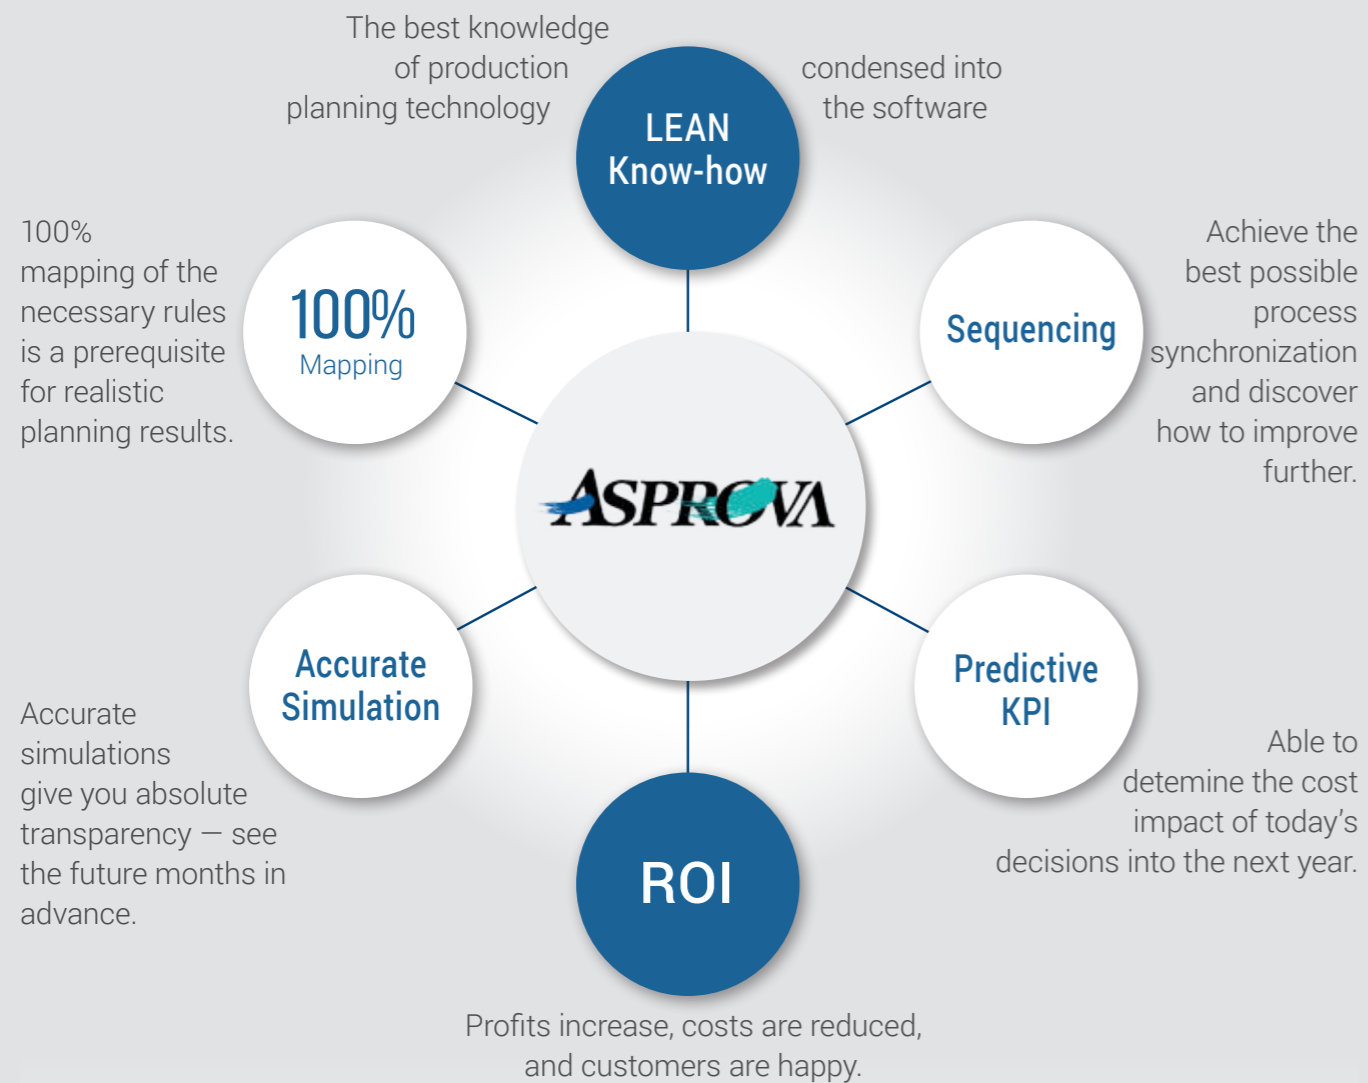 The best knowledge
of production
planning technology
LEAN
Know-how
condensed into
the software
100%
mapping of the
necessary rules
is a prerequisite
for realistic
planning results.
100%
Mapping
Sequencing
Achieve the
best possible
process
synchronization
and discover
how to improve
further.
ASPROVA
Accurate
simulations
give you absolute
transparency — see
the future months in
advance.
Accurate
Simulation
Predictive
KPI
Able to
detemine the cost
impact of today's
decisions into the next year.
ROI
Profits increase, costs are reduced,
and customers are happy.